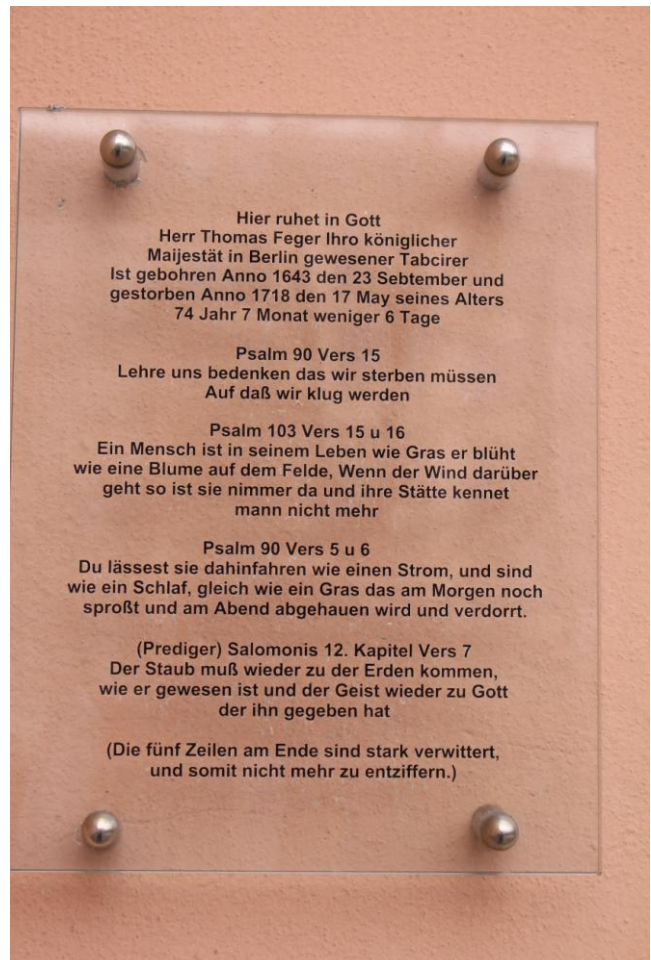 Hier ruhet in Gott
Herr Thomas Feger Ihro königlicher
Maijestät in Berlin gewesener Tabcirer
Ist gebohren Anno 1643 den 23 Sebtember und
gestorben Anno 1718 den 17 May seines Alters
74 Jahr 7 Monat weniger 6 Tage
Psalm 90 Vers 15
Lehre uns bedenken das wir sterben müssen
Auf daß wir klug werden
Psalm 103 Vers 15 u 16
Ein Mensch ist in seinem Leben wie Gras er blüht
wie eine Blume auf dem Felde, Wenn der Wind darüber
geht so ist sie nimmer da und ihre Stätte kennet
mann nicht mehr
Psalm 90 Vers 5 u 6
Du lässest sie dahinfahren wie einen Strom, und sind
wie ein Schlaf, gleich wie ein Gras das am Morgen noch
sproßt und am Abend abgehauen wird und verdorrt.
(Prediger) Salomonis 12. Kapitel Vers 7
Der Staub muß wieder zu der Erden kommen,
wie er gewesen ist und der Geist wieder zu Gott
der ihn gegeben hat
(Die fünf Zeilen am Ende sind stark verwittert,
und somit nicht mehr zu entziffern.)